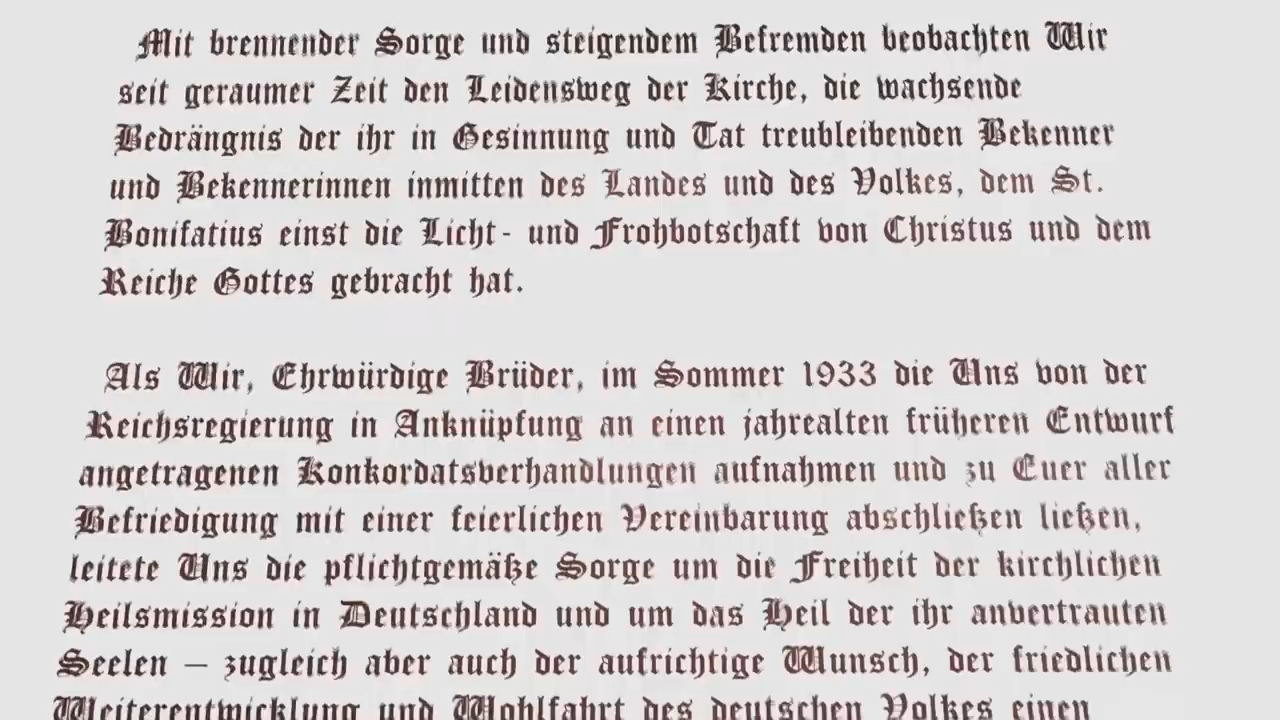 Mit brennender Sorge und steigendem Befremden beobachten Wir
seit geraumer Zeit den Leidensweg der Kirche, die wachsende
Bedrängnis der ihr in Gesinnung und Tat treubleibenden Bekenner
und Bekennerinnen inmitten des Landes und des Volkes, dem St.
Bonifatius einst die Licht- und Frohbotschaft von Christus und dem
Reiche Gottes gebracht hat.
Als Wir, Ehrwürdige Brüder, im Sommer 1933 die Uns von der
Reichsregierung in Anknüpfung an einen jahrealten früheren Entwurf
angetragenen Konkordatsverhandlungen aufnahmen und zu Euer aller
Befriedigung mit einer feierlichen Vereinbarung abschließen ließen,
leitete Uns die pflichtgemäße Sorge um die Freiheit der kirchlichen
Heilsmission in Deutschland und um das Heil der ihr anvertrauten
Seelen – zugleich aber auch der aufrichtige Wunsch, der friedlichen
Weiterentwicklung und Wohlfahrt des deutschen Volkes einen